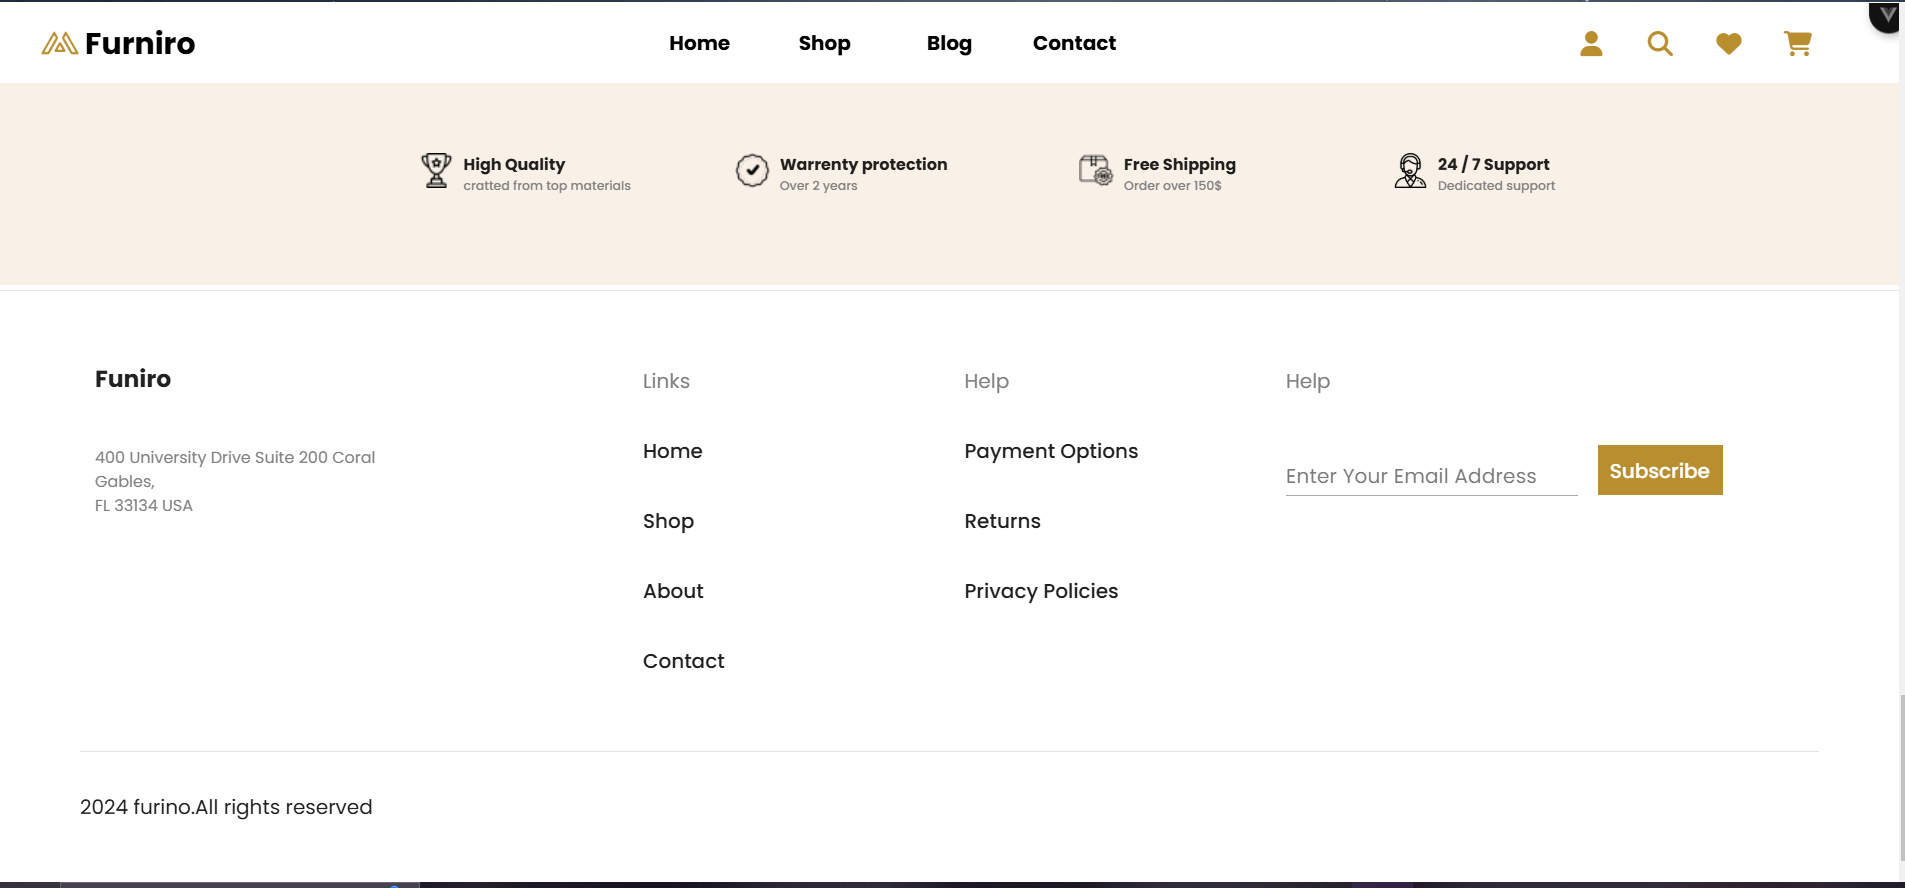 Furniro
Home Shop Blog Contact
High Quality
cratted from top materials
Warrenty protection
Over 2 years
Free Shipping
Order over 150$
24 / 7 Support
Dedicated support
Funiro
400 University Drive Suite 200 Coral
Gables,
FL 33134 USA
Links
Home
Shop
About
Contact
Help
Payment Options
Returns
Privacy Policies
Help
Enter Your Email Address
Subscribe
2024 furino.All rights reserved